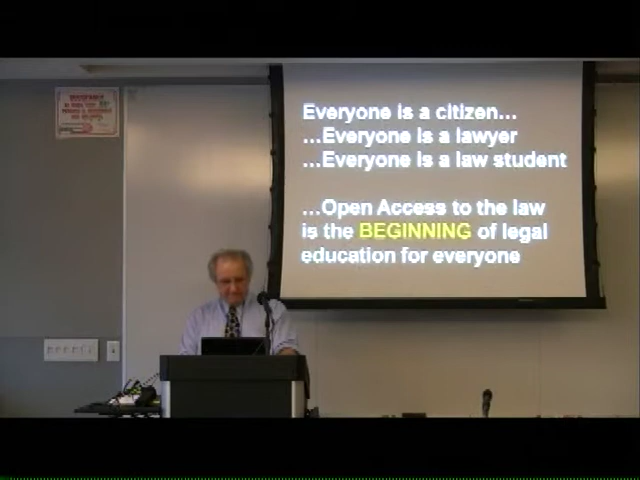 Everyone is a citizen...
...Everyone is a lawyer
...Everyone is a law student
...Open Access to the law
is the BEGINNING of legal
education for everyone